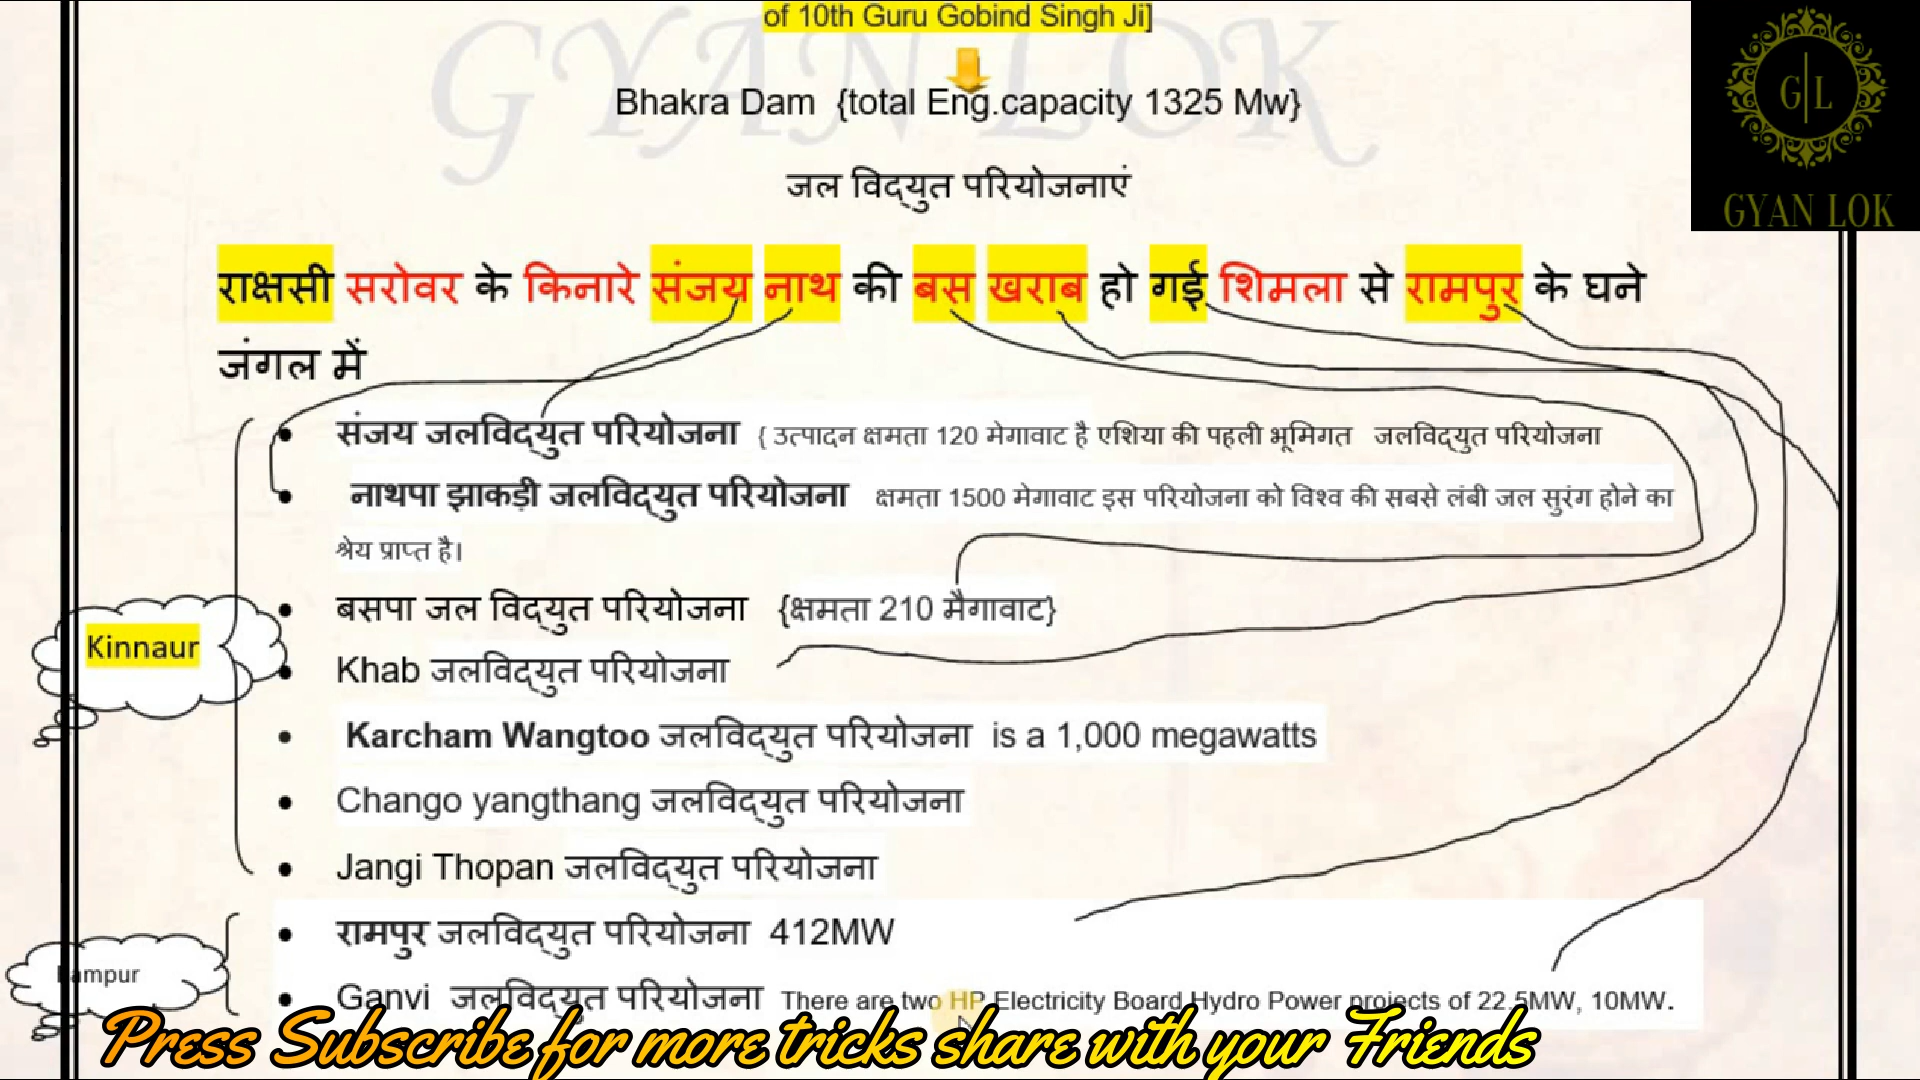 of 10th Guru Gobind Singh Ji]
GYAN LOK
Bhakra Dam {total Eng.capacity 1325 Mw}
G|L
GYAN LOK
जल विद्युत परियोजनाएं
राक्षसी सरोवर के किनारे संजय नाथ की बस खराब हो गई शिमला से रामपुर के घने
जंगल में
संजय जलविद्युत परियोजना { उत्पादन क्षमता 120 मेगावाट है एशिया की पहली भूमिगत जलविद्युत परियोजना
नाथपा झाकड़ी जलविद्युत परियोजना क्षमता 1500 मेगावाट इस परियोजना को विश्व की सबसे लंबी जल सुरंग होने का
श्रेय प्राप्त है।
बसपा जल विद्युत परियोजना {क्षमता 210 मैगावाट}
Kinnaur
Khab जलविद्युत परियोजना
Karcham Wangtoo जलविद्युत परियोजना is a 1,000 megawatts
Chango yangthang जलविद्युत परियोजना
Jangi Thopan जलविद्युत परियोजना
रामपुर जलविद्युत परियोजना 412MW
Rampur
Ganvi जलविद्युत परियोजना There are two HP Electricity Board Hydro Power projects of 22.5MW, 10MW.
Press Subscribe for more tricks share with your Friends